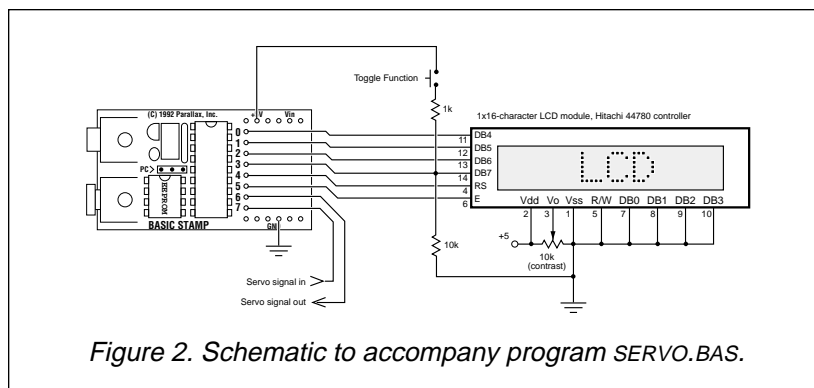 Toggle Function
1k
1x16-character LCD module, Hitachi 44780 controller
(C) 1992 Parallax, Inc.
+V
Vin
0
1
2
3
4
5
6
7
PC>
EEPROM
BASIC STAMP
GND
11
12
13
14
4
6
DB4
DB5
DB6
DB7
RS
E
LCD
Vdd Vo Vss R/W DB0 DB1 DB2 DB3
2 3 1 5 7 8 9 10
+5
10k
(contrast)
10k
Servo signal in
Servo signal out
Figure 2. Schematic to accompany program SERVO.BAS.